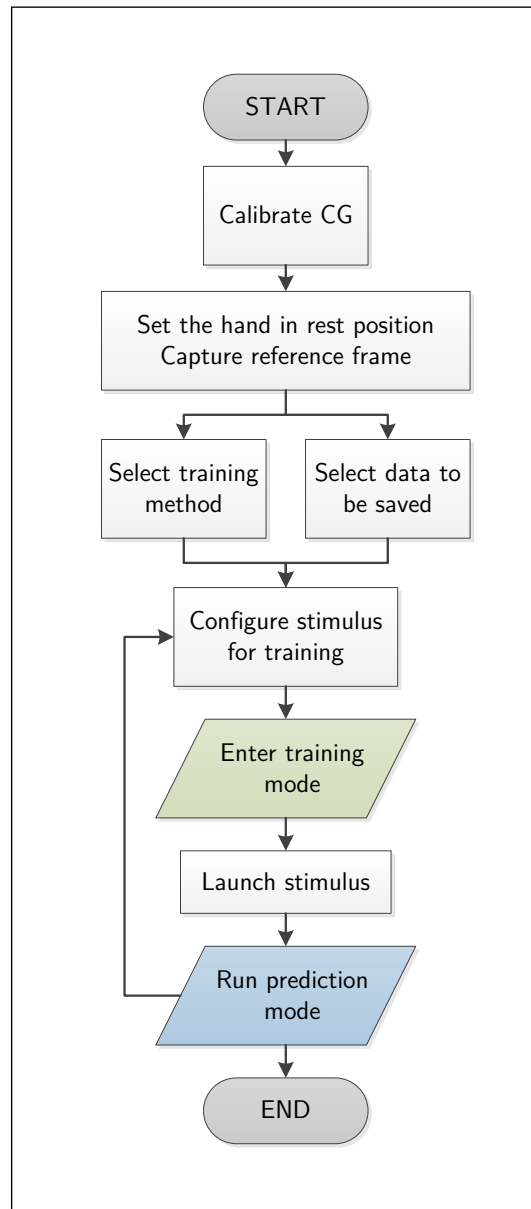 START
Calibrate CG
Set the hand in rest position
Capture reference frame
Select training
method
Select data to
be saved
Configure stimulus
for training
Enter training
mode
Launch stimulus
Run prediction
mode
END